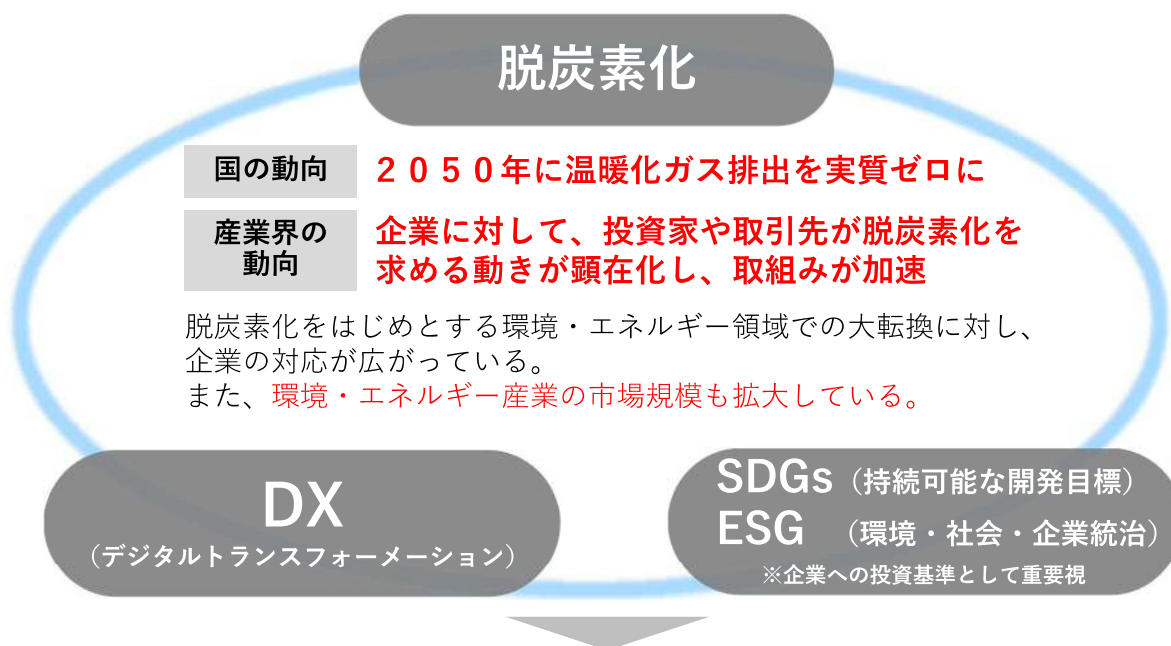 脱炭素化
国の動向
２０５０年に温暖化ガス排出を実質ゼロに
産業界の
動向
企業に対して、投資家や取引先が脱炭素化を
求める動きが顕在化し、取組みが加速
脱炭素化をはじめとする環境・エネルギー領域での大転換に対し、
企業の対応が広がっている。
また、環境・エネルギー産業の市場規模も拡大している。
DX
（デジタルトランスフォーメーション）
SDGs（持続可能な開発目標）
ESG （環境・社会・企業統治）
※企業への投資基準として重要視